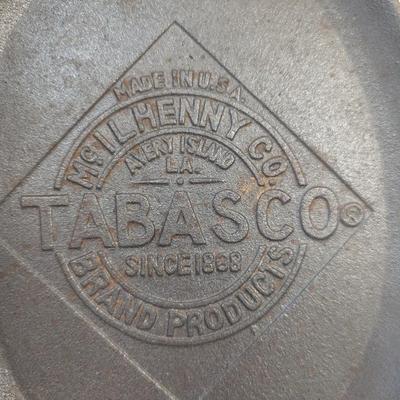 MADE IN U.S.A.
McILHENNY CO.
AVERY ISLAND
LA.
TABASCO®
SINCE 1868
BRAND PRODUCTS